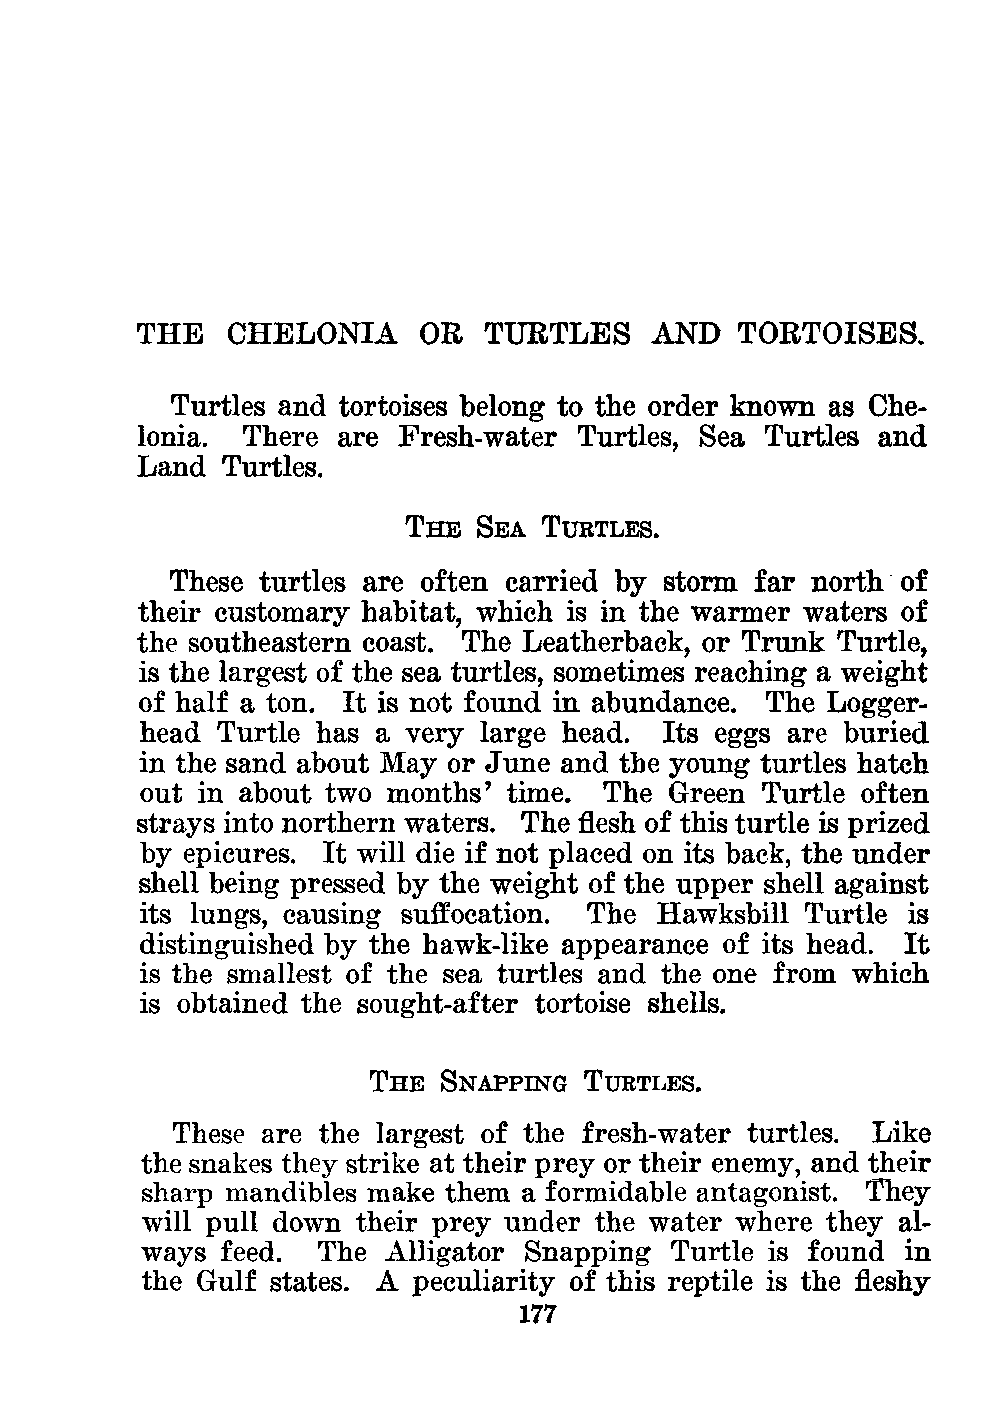 THE CHELONIA OR TURTLES AND TORTOISES.
Turtles and tortoises belong to the order known as Che-
lonia. There are Fresh-water Turtles, Sea Turtles and
Land Turtles.
THE SEA TURTLES.
These turtles are often carried by storm far north of
their customary habitat, which is in the warmer waters of
the southeastern coast. The Leatherback, or Trunk Turtle,
is the largest of the sea turtles, sometimes reaching a weight
of half a ton. It is not found in abundance. The Logger-
head Turtle has a very large head. Its eggs are buried
in the sand about May or June and the young turtles hatch
out in about two months' time. The Green Turtle often
strays into northern waters. The flesh of this turtle is prized
by epicures. It will die if not placed on its back, the under
shell being pressed by the weight of the upper shell against
its lungs, causing suffocation. The Hawksbill Turtle is
distinguished by the hawk-like appearance of its head. It
is the smallest of the sea turtles and the one from which
is obtained the sought-after tortoise shells.
THE SNAPPING TURTLES.
These are the largest of the fresh-water turtles. Like
the snakes they strike at their prey or their enemy, and their
sharp mandibles make them a formidable antagonist. They
will pull down their prey under the water where they al-
ways feed. The Alligator Snapping Turtle is found in
the Gulf states. A peculiarity of this reptile is the fleshy
177